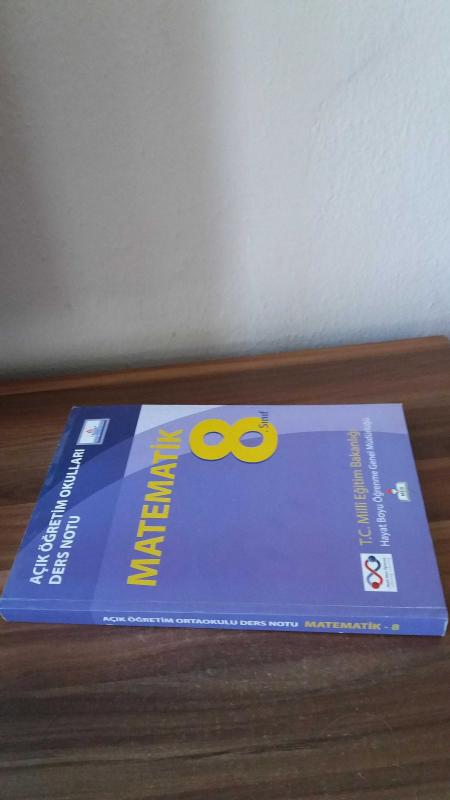 AÇIK ÖĞRETİM OKULLARI
DERS NOTU
MATEMATİK
8
.Sınıf
T.C. Millî Eğitim Bakanlığı
Hayat Boyu Öğrenme Genel Müdürlüğü
AÇIK ÖĞRETİM ORTAOKULU DERS NOTU MATEMATİK - 8